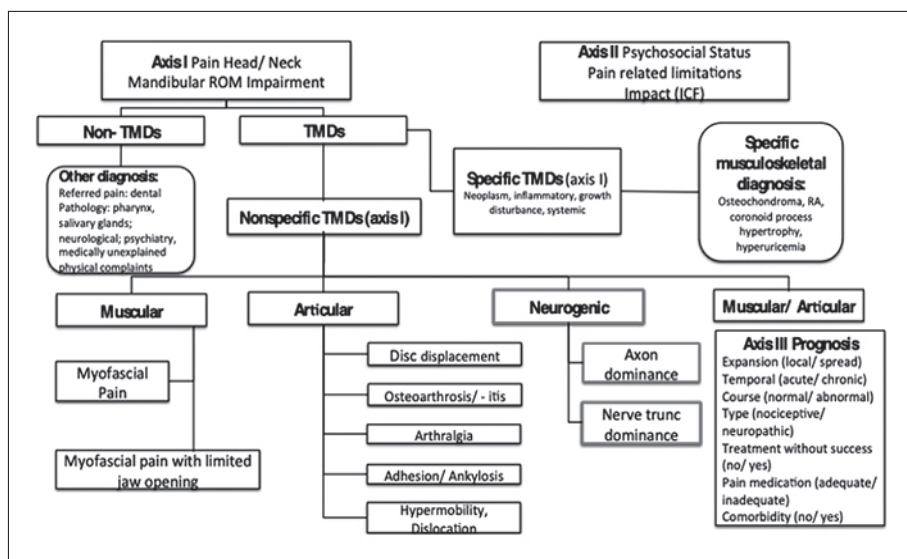 Axis I Pain Head/ Neck
Mandibular ROM Impairment
Axis II Psychosocial Status
Pain related limitations
Impact (ICF)
Non- TMDs
TMDs
Other diagnosis:
Referred pain: dental
Pathology: pharynx,
salivary glands;
neurological; psychiatry,
medically unexplained
physical complaints
Specific TMDs (axis I)
Neoplasm, inflammatory, growth
disturbance, systemic
Specific
musculoskeletal
diagnosis:
Osteochondroma, RA,
coronoid process
hypertrophy,
hyperuricemia
Nonspecific TMDs (axis I)
Muscular
Articular
Neurogenic
Muscular/ Articular
Myofascial
Pain
Myofascial pain with limited
jaw opening
Disc displacement
Osteoarthrosis/ - itis
Arthralgia
Adhesion/ Ankylosis
Hypermobility,
Dislocation
Axon
dominance
Nerve trunc
dominance
Axis III Prognosis
Expansion (local/ spread)
Temporal (acute/ chronic)
Course (normal/ abnormal)
Type (nociceptive/
neuropathic)
Treatment without success
(no/ yes)
Pain medication (adequate/
inadequate)
Comorbidity (no/ yes)